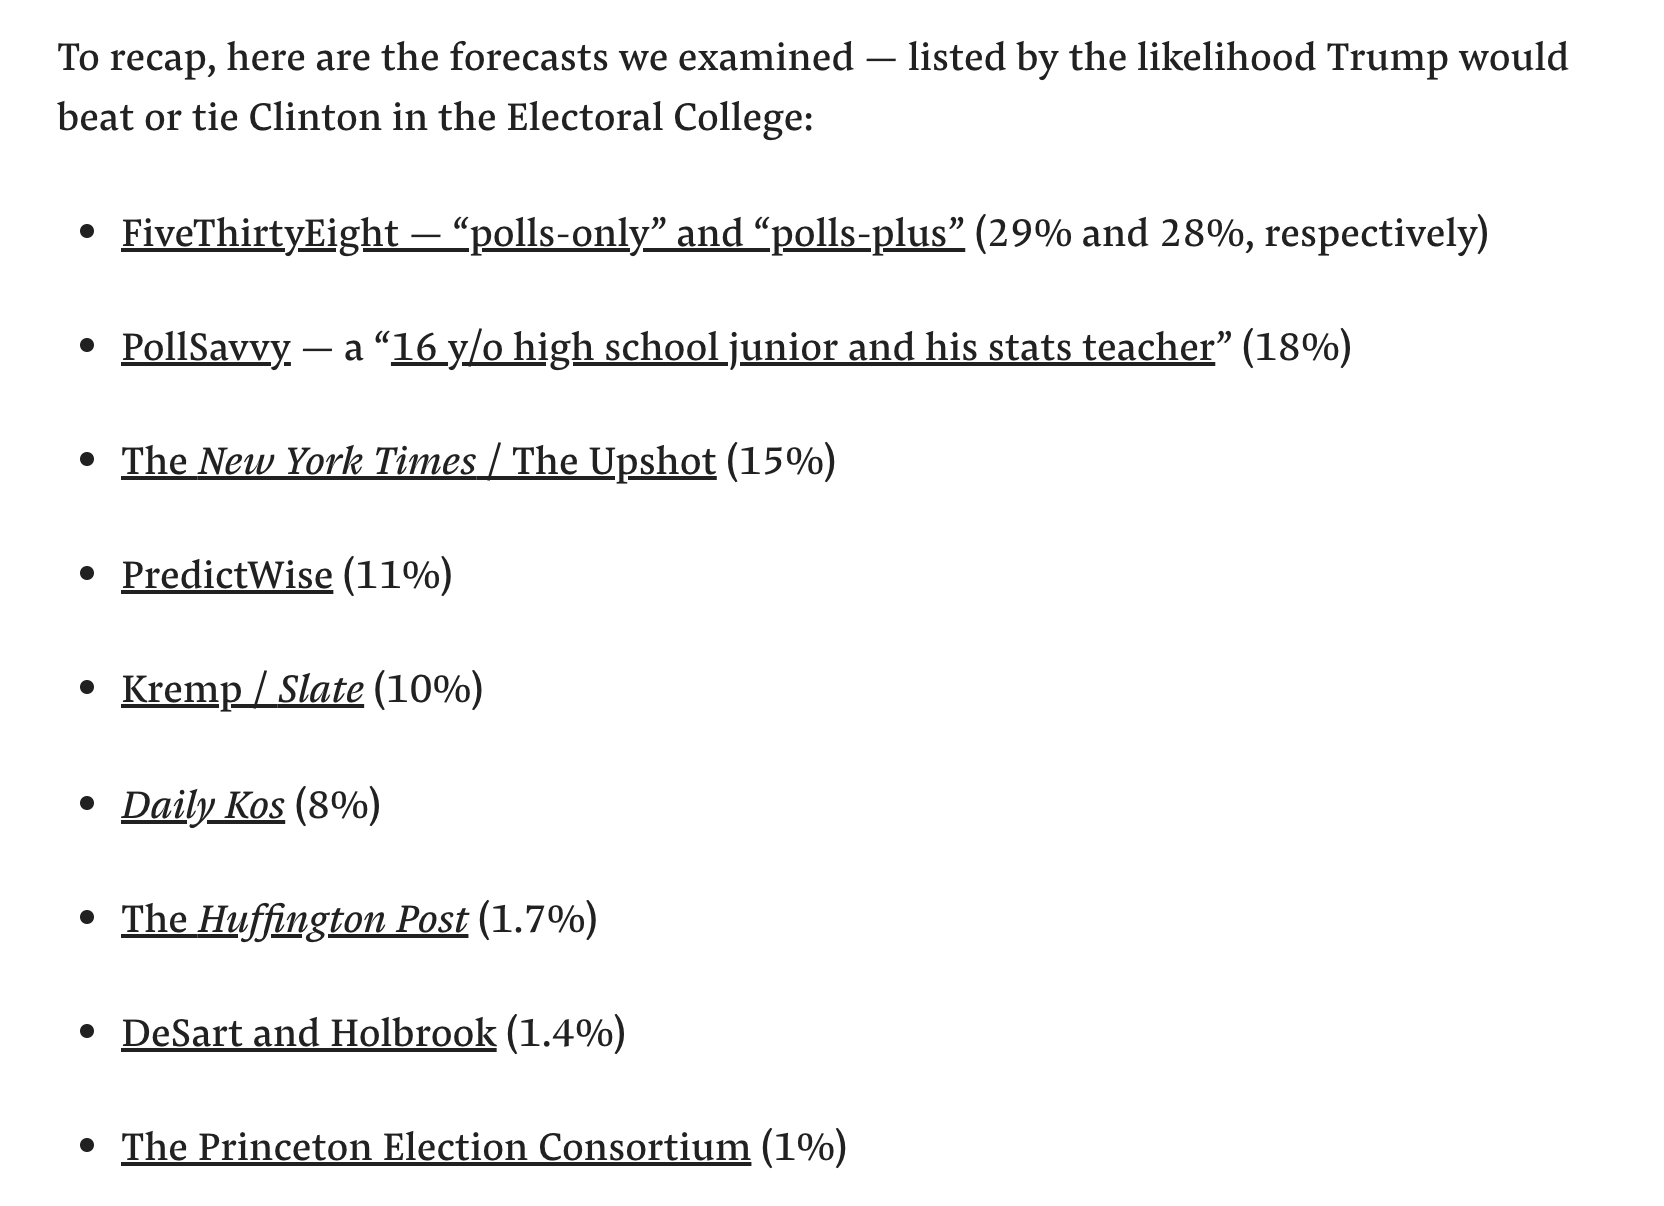 To recap, here are the forecasts we examined — listed by the likelihood Trump would
beat or tie Clinton in the Electoral College:
• FiveThirtyEight — “polls-only” and “polls-plus” (29% and 28%, respectively)
• PollSavvy — a “16 y/o high school junior and his stats teacher” (18%)
• The New York Times / The Upshot (15%)
• PredictWise (11%)
• Kremp / Slate (10%)
• Daily Kos (8%)
• The Huffington Post (1.7%)
• DeSart and Holbrook (1.4%)
• The Princeton Election Consortium (1%)